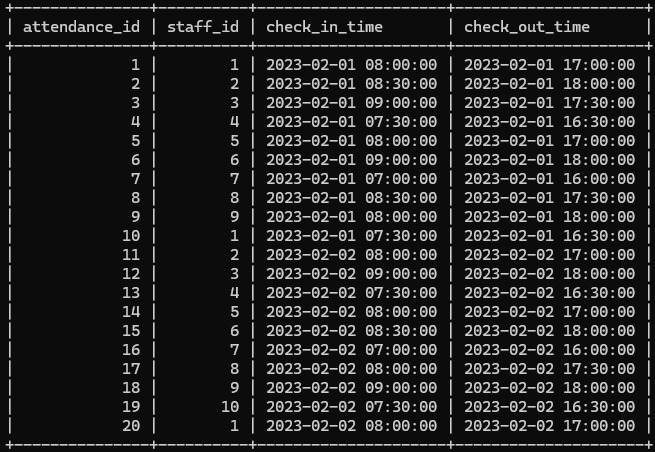 +---------------+----------+---------------------+---------------------+
| attendance_id | staff_id | check_in_time       | check_out_time      |
+---------------+----------+---------------------+---------------------+
|             1 |        1 | 2023-02-01 08:00:00 | 2023-02-01 17:00:00 |
|             2 |        2 | 2023-02-01 08:30:00 | 2023-02-01 18:00:00 |
|             3 |        3 | 2023-02-01 09:00:00 | 2023-02-01 17:30:00 |
|             4 |        4 | 2023-02-01 07:30:00 | 2023-02-01 16:30:00 |
|             5 |        5 | 2023-02-01 08:00:00 | 2023-02-01 17:00:00 |
|             6 |        6 | 2023-02-01 09:00:00 | 2023-02-01 18:00:00 |
|             7 |        7 | 2023-02-01 07:00:00 | 2023-02-01 16:00:00 |
|             8 |        8 | 2023-02-01 08:30:00 | 2023-02-01 17:30:00 |
|             9 |        9 | 2023-02-01 08:00:00 | 2023-02-01 18:00:00 |
|            10 |        1 | 2023-02-01 07:30:00 | 2023-02-01 16:30:00 |
|            11 |        2 | 2023-02-02 08:00:00 | 2023-02-02 17:00:00 |
|            12 |        3 | 2023-02-02 09:00:00 | 2023-02-02 18:00:00 |
|            13 |        4 | 2023-02-02 07:30:00 | 2023-02-02 16:30:00 |
|            14 |        5 | 2023-02-02 08:00:00 | 2023-02-02 17:00:00 |
|            15 |        6 | 2023-02-02 08:30:00 | 2023-02-02 18:00:00 |
|            16 |        7 | 2023-02-02 07:00:00 | 2023-02-02 16:00:00 |
|            17 |        8 | 2023-02-02 08:00:00 | 2023-02-02 17:30:00 |
|            18 |        9 | 2023-02-02 09:00:00 | 2023-02-02 18:00:00 |
|            19 |       10 | 2023-02-02 07:30:00 | 2023-02-02 16:30:00 |
|            20 |        1 | 2023-02-02 08:00:00 | 2023-02-02 17:00:00 |
+---------------+----------+---------------------+---------------------+